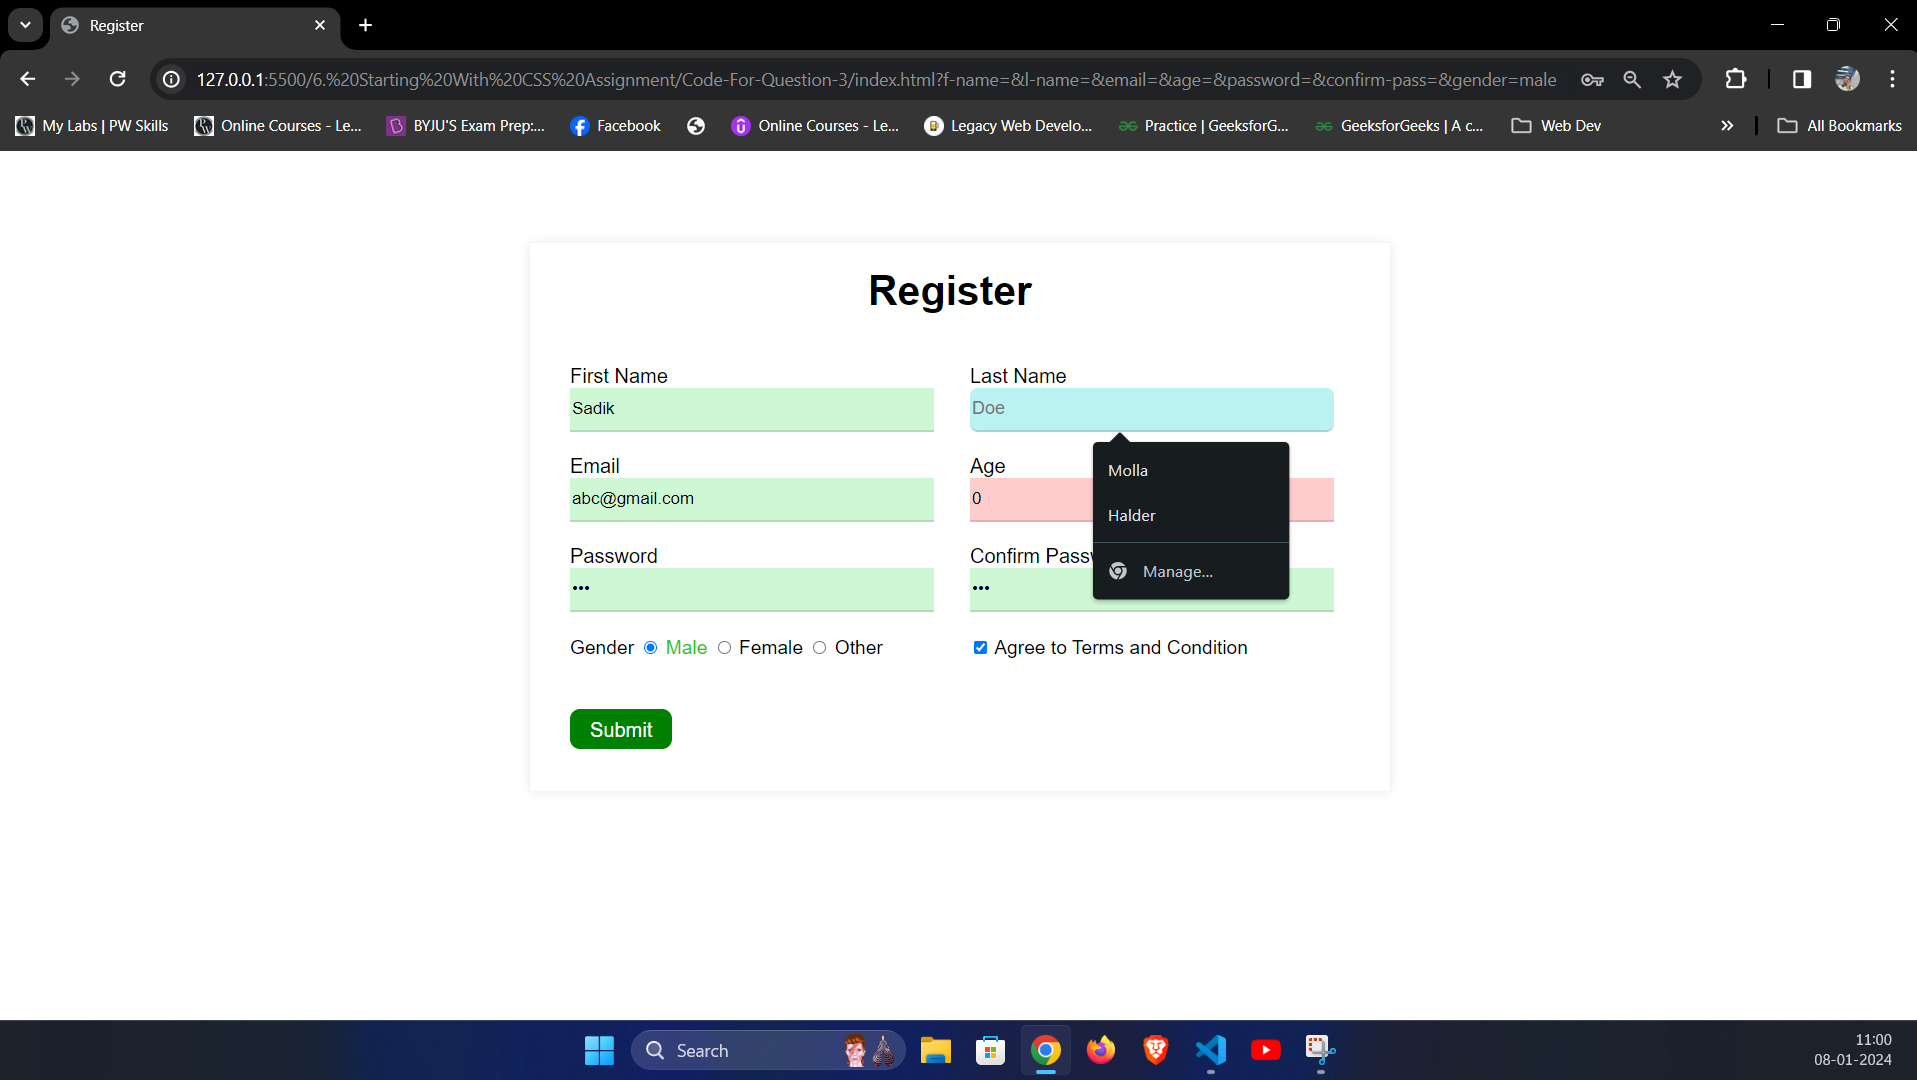 Register
127.0.0.1:5500/6.%20Starting%20With%20CSS%20Assignment/Code-For-Question-3/index.html?f-name=&l-name=&email=&age=&password=&confirm-pass=&gender=male
My Labs | PW Skills
Online Courses - Le...
BYJU'S Exam Prep:...
Facebook
Online Courses - Le...
Legacy Web Develo...
Practice | GeeksforG...
GeeksforGeeks | A c...
Web Dev
All Bookmarks
Register
First Name
Last Name
Sadik
Doe
Molla
Halder
Manage...
Email
Age
abc@gmail.com
0
Password
Confirm Passw
•••
•••
Gender Male Female Other
Agree to Terms and Condition
Submit
Search
11:00
08-01-2024